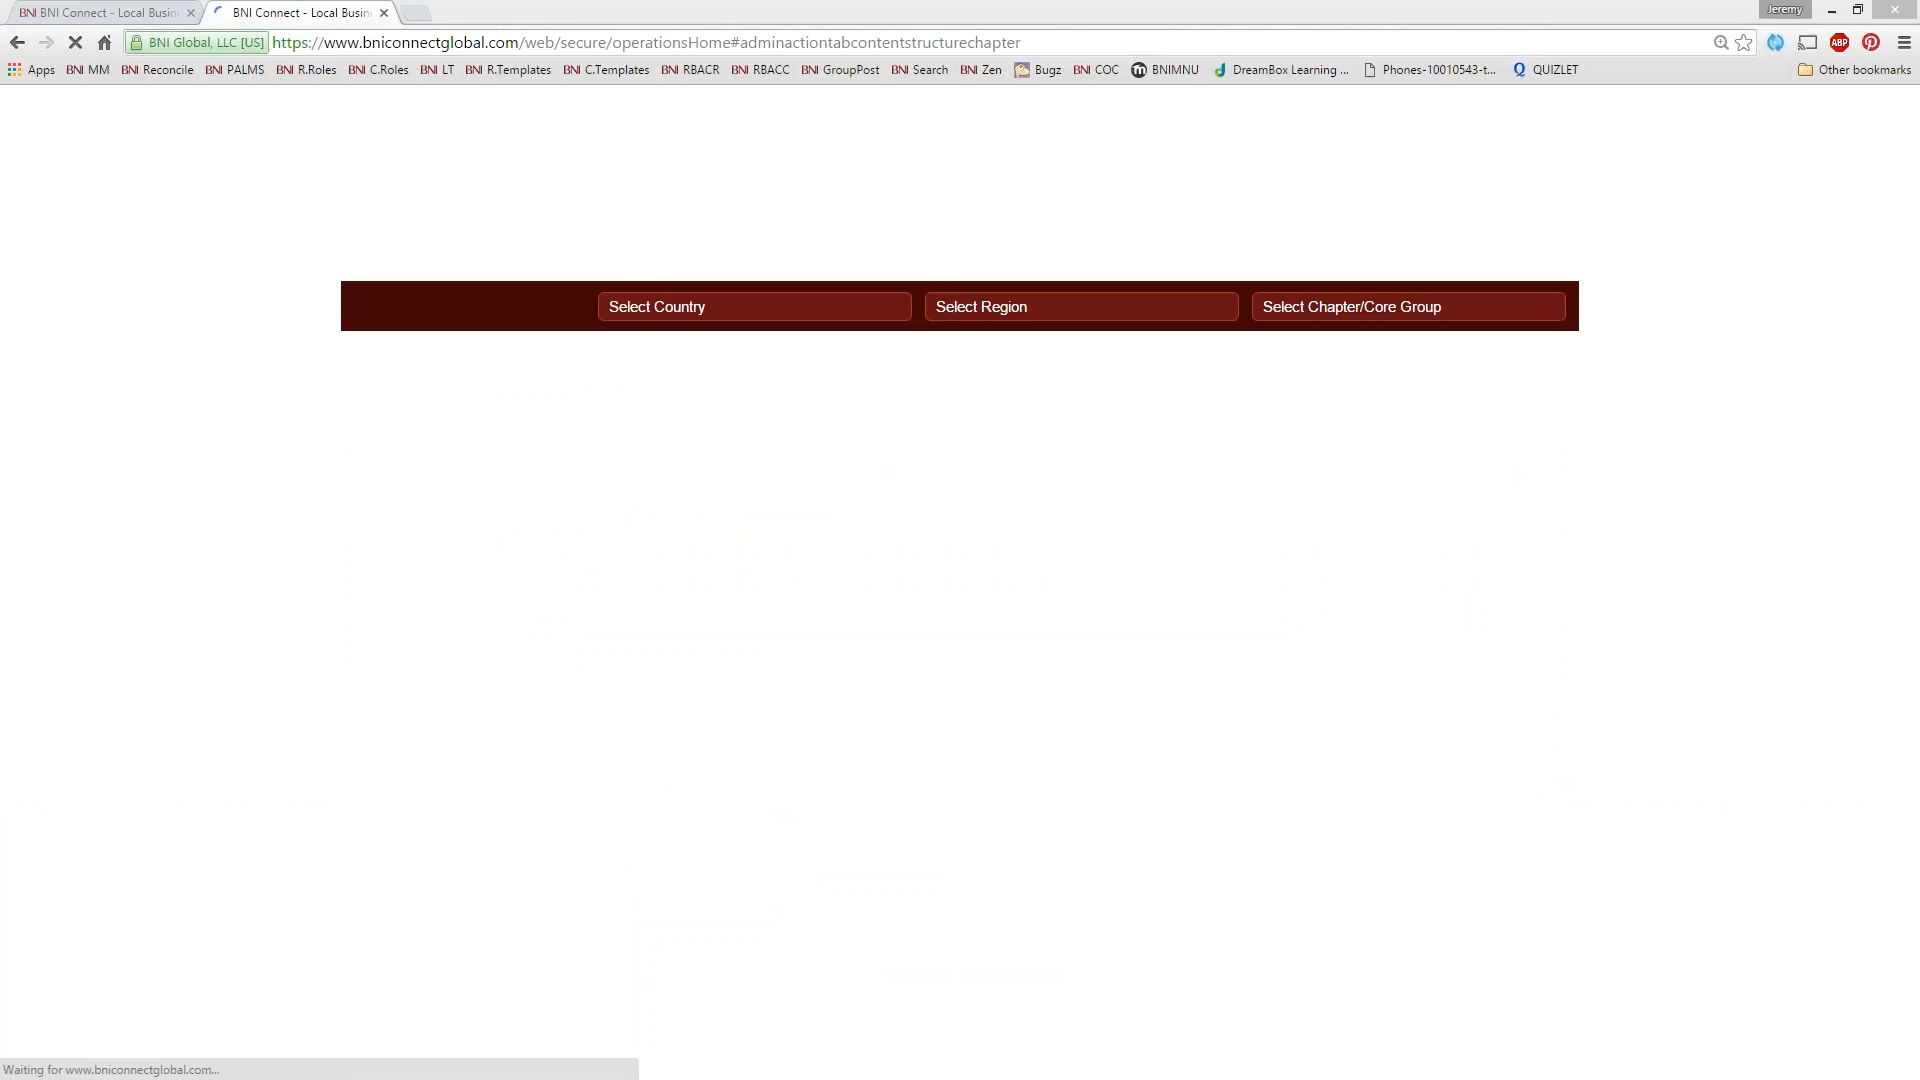 BNI BNI Connect - Local Busin
BNI Connect - Local Busin
Jeremy
BNI Global, LLC [US] https://www.bniconnectglobal.com/web/secure/operationsHome#adminactiontabcontentstructurechapter
ABP
Apps BNI MM BNI Reconcile BNI PALMS BNI R.Roles BNI C.Roles BNI LT BNI R.Templates BNI C.Templates BNI RBACR BNI RBACC BNI GroupPost BNI Search BNI Zen Bugz BNI COC m BNIMNU DreamBox Learning ... Phones-10010543-t... Q QUIZLET Other bookmarks
Select Country Select Region Select Chapter/Core Group
Waiting for www.bniconnectglobal.com...